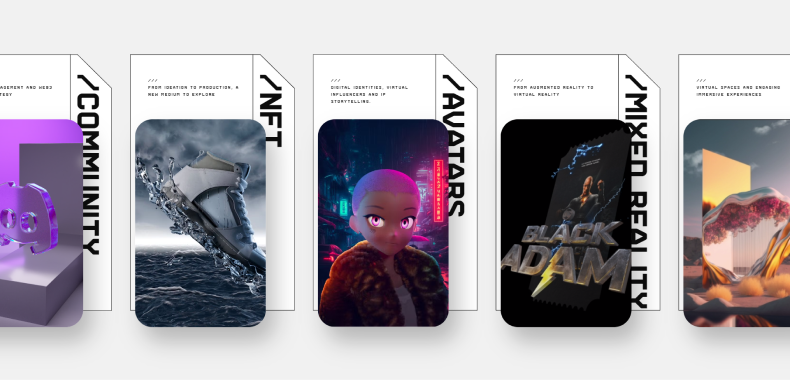 AGEMENT AND WEB3
TEGY
/COMMUNITY
///
FROM IDEATION TO PRODUCTION, A
NEW MEDIUM TO EXPLORE
/NFT
///
DIGITAL IDENTITIES, VIRTUAL
INFLUENCERS AND IP
STORYTELLING.
/AVATARS
///
FROM AUGMENTED REALITY TO
VIRTUAL REALITY
/MIXED REALITY
BLACK
ADAM
///
VIRTUAL SPACES AND ENGAGING
IMMERSIVE EXPERIENCES